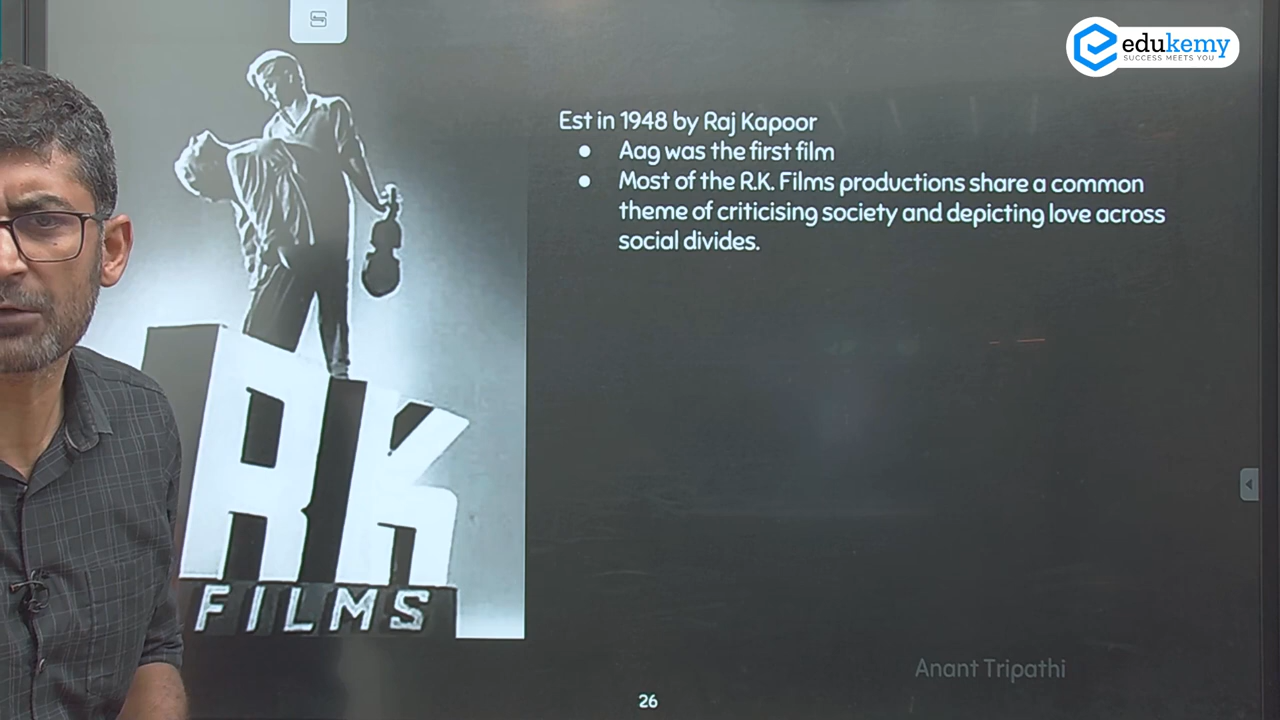 edukemy
SUCCESS MEETS YOU
Est in 1948 by Raj Kapoor
● Aag was the first film
● Most of the R.K. Films productions share a common
theme of criticising society and depicting love across
social divides.
RK
FILMS
Anant Tripathi
26